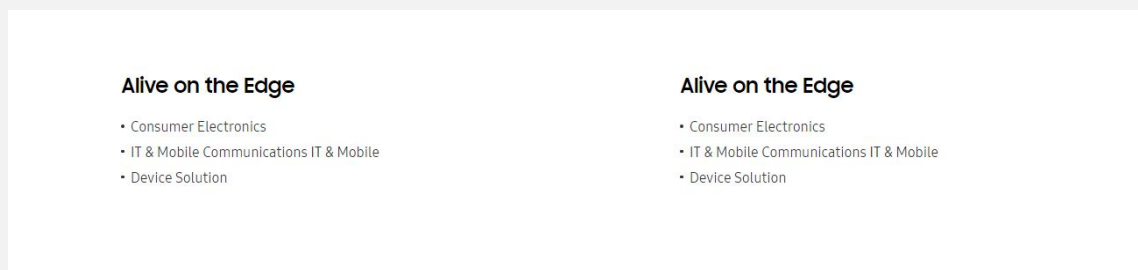 Alive on the Edge
• Consumer Electronics
• IT & Mobile Communications IT & Mobile
• Device Solution
Alive on the Edge
• Consumer Electronics
• IT & Mobile Communications IT & Mobile
• Device Solution